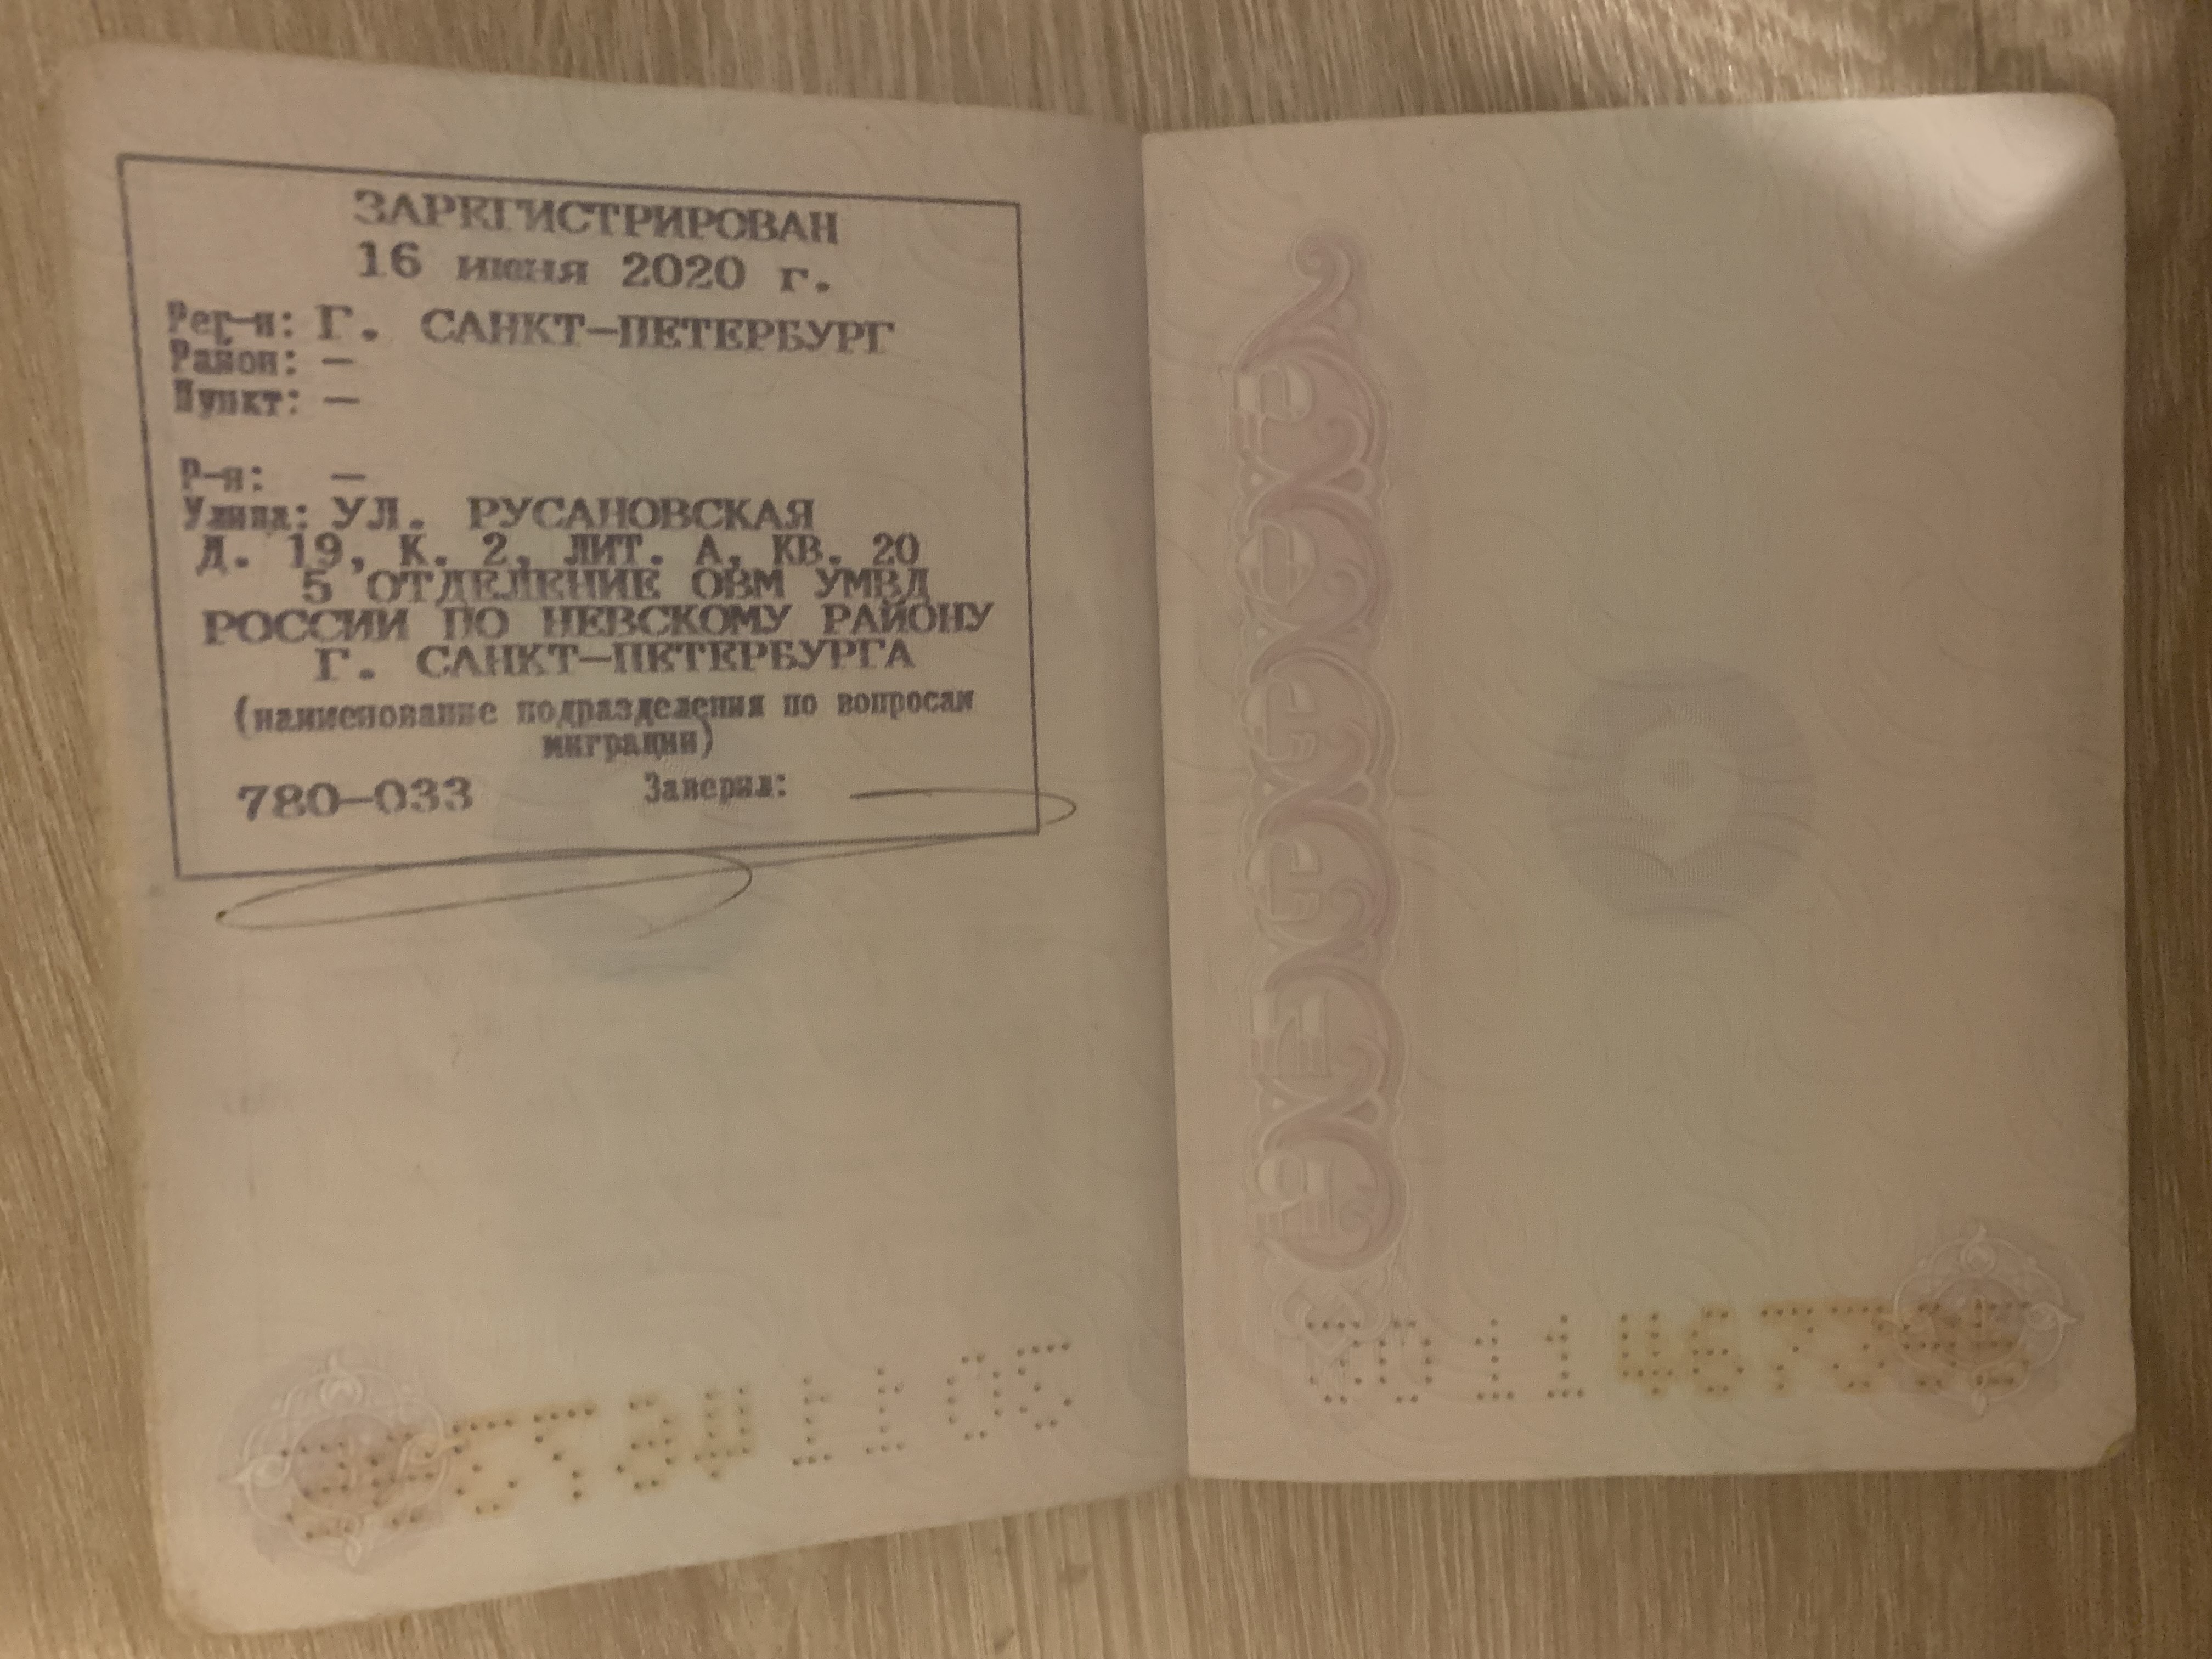 ЗАРЕГИСТРИРОВАН
16 июня 2020 г.
Рег-н: Г. САНКТ-ПЕТЕРБУРГ
Район: —
Пункт: —
Р-н: —
Улица: УЛ. РУСАНОВСКАЯ
Д. 19, К. 2, ЛИТ. А, КВ. 20
5 ОТДЕЛЕНИЕ ОВМ УМВД
РОССИИ ПО НЕВСКОМУ РАЙОНУ
Г. САНКТ-ПЕТЕРБУРГА
(наименование подразделения по вопросам
миграции)
780-033 Заверил: